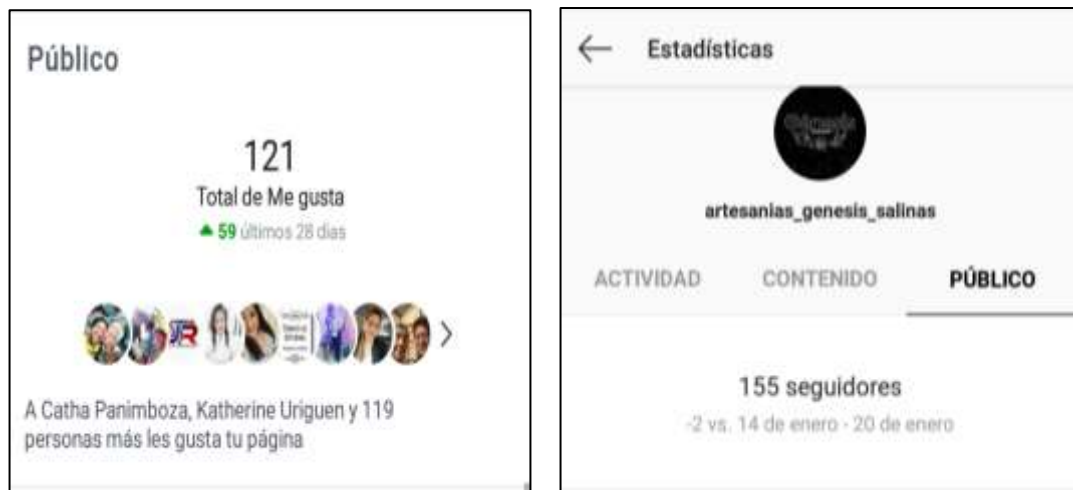 Público
121
Total de Me gusta
59 últimos 28 días
A Catha Panimboza, Katherine Uriguen y 119
personas más les gusta tu página
Estadísticas
artesanias_genesis_salinas
ACTIVIDAD CONTENIDO PÚBLICO
155 seguidores
-2 vs. 14 de enero - 20 de enero